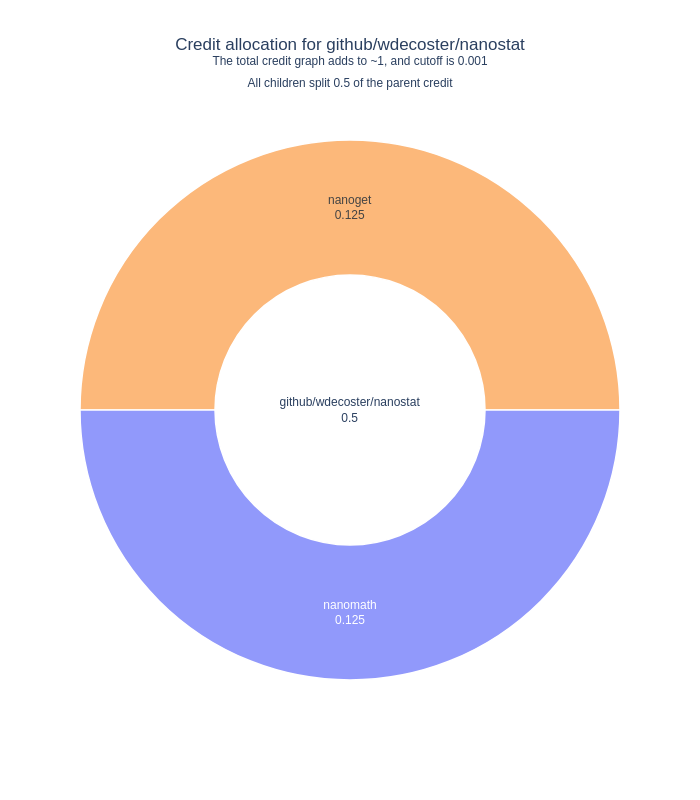 Credit allocation for github/wdecoster/nanostat
The total credit graph adds to ~1, and cutoff is 0.001
All children split 0.5 of the parent credit
nanoget
0.125
github/wdecoster/nanostat
0.5
nanomath
0.125